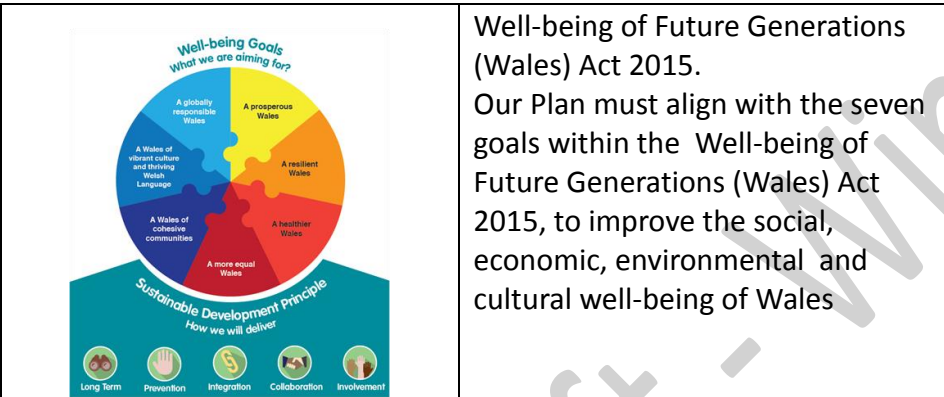 Well-being Goals
What we are aiming for?
A globally
responsible
Wales
A prosperous
Wales
A Wales of
vibrant culture
and thriving
Welsh
Language
A resilient
Wales
A Wales of
cohesive
communities
A healthier
Wales
A more equal
Wales
Sustainable Development Principle
How we will deliver
Long Term
Prevention
Integration
Collaboration
Involvement
Well-being of Future Generations
(Wales) Act 2015.
Our Plan must align with the seven
goals within the Well-being of
Future Generations (Wales) Act
2015, to improve the social,
economic, environmental and
cultural well-being of Wales